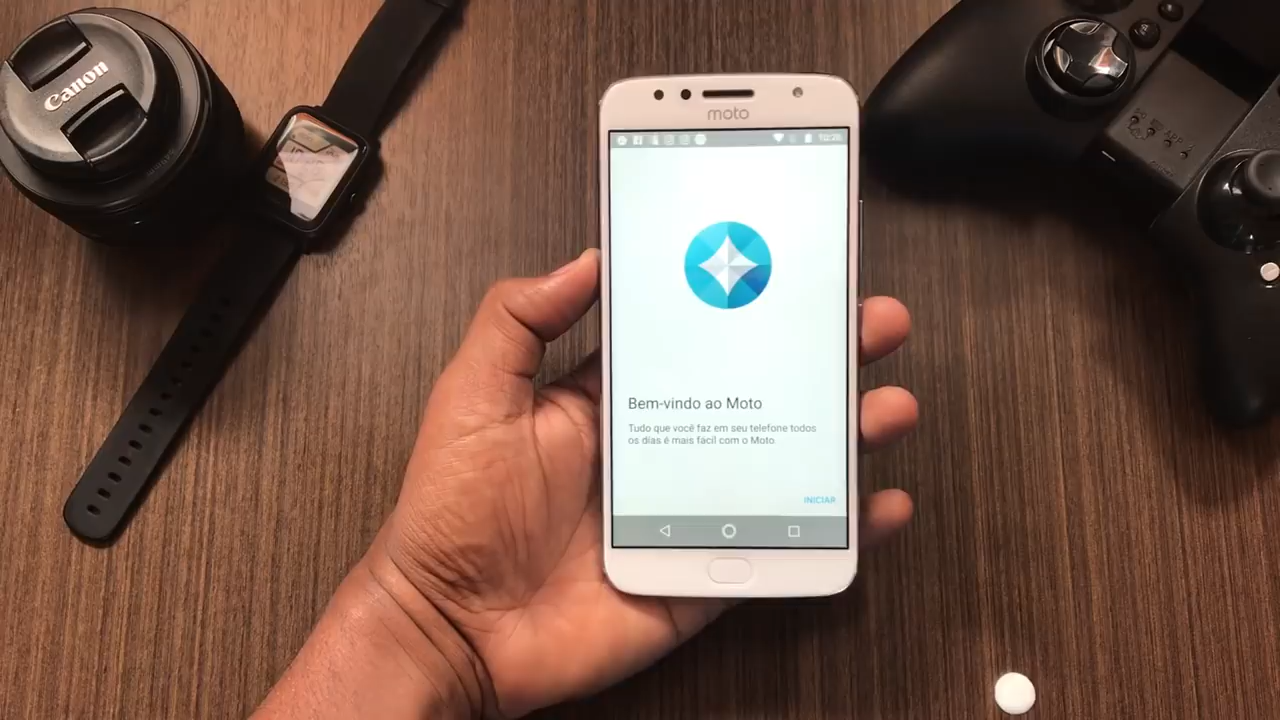 Canon
moto
Bem-vindo ao Moto
Tudo que você faz em seu telefone todos
os dias é mais fácil com o Moto.
INICIAR